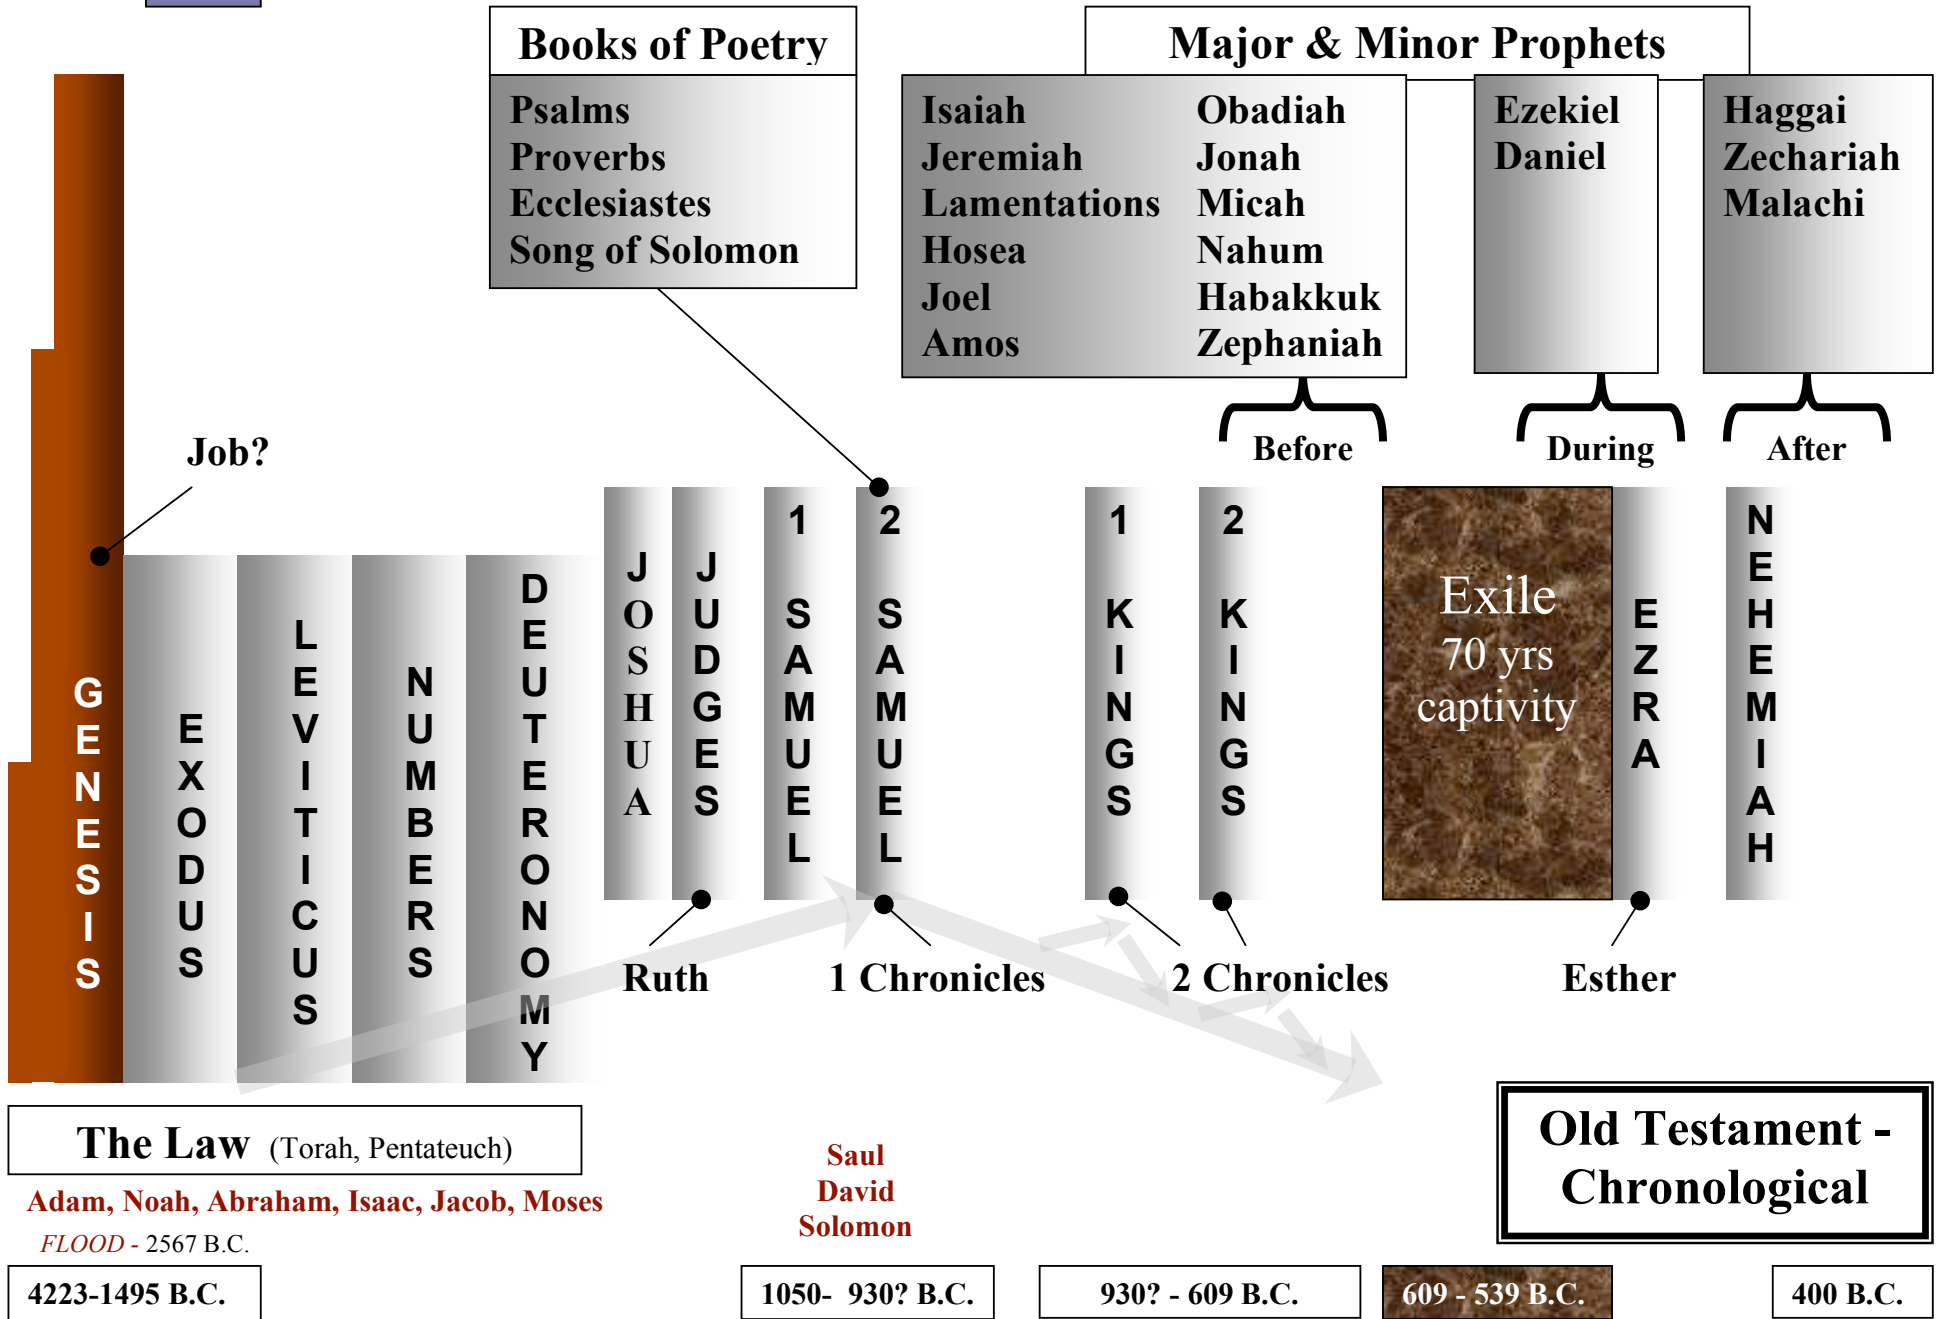 Books of Poetry
Psalms
Proverbs
Ecclesiastes
Song of Solomon
Major & Minor Prophets
Isaiah
Jeremiah
Lamentations
Hosea
Joel
Amos
Obadiah
Jonah
Micah
Nahum
Habakkuk
Zephaniah
Ezekiel
Daniel
Haggai
Zechariah
Malachi
Before
During
After
Job?
GENESIS
EXODUS
LEVITICUS
NUMBERS
DEUTERONOMY
JOSHUA
JUDGES
1 SAMUEL
2 SAMUEL
1 KINGS
2 KINGS
Exile
70 yrs
captivity
EZRA
NEHEMIAH
Ruth
1 Chronicles
2 Chronicles
Esther
The Law (Torah, Pentateuch)
Adam, Noah, Abraham, Isaac, Jacob, Moses
FLOOD - 2567 B.C.
Saul
David
Solomon
Old Testament -
Chronological
4223-1495 B.C.
1050- 930? B.C.
930? - 609 B.C.
609 - 539 B.C.
400 B.C.